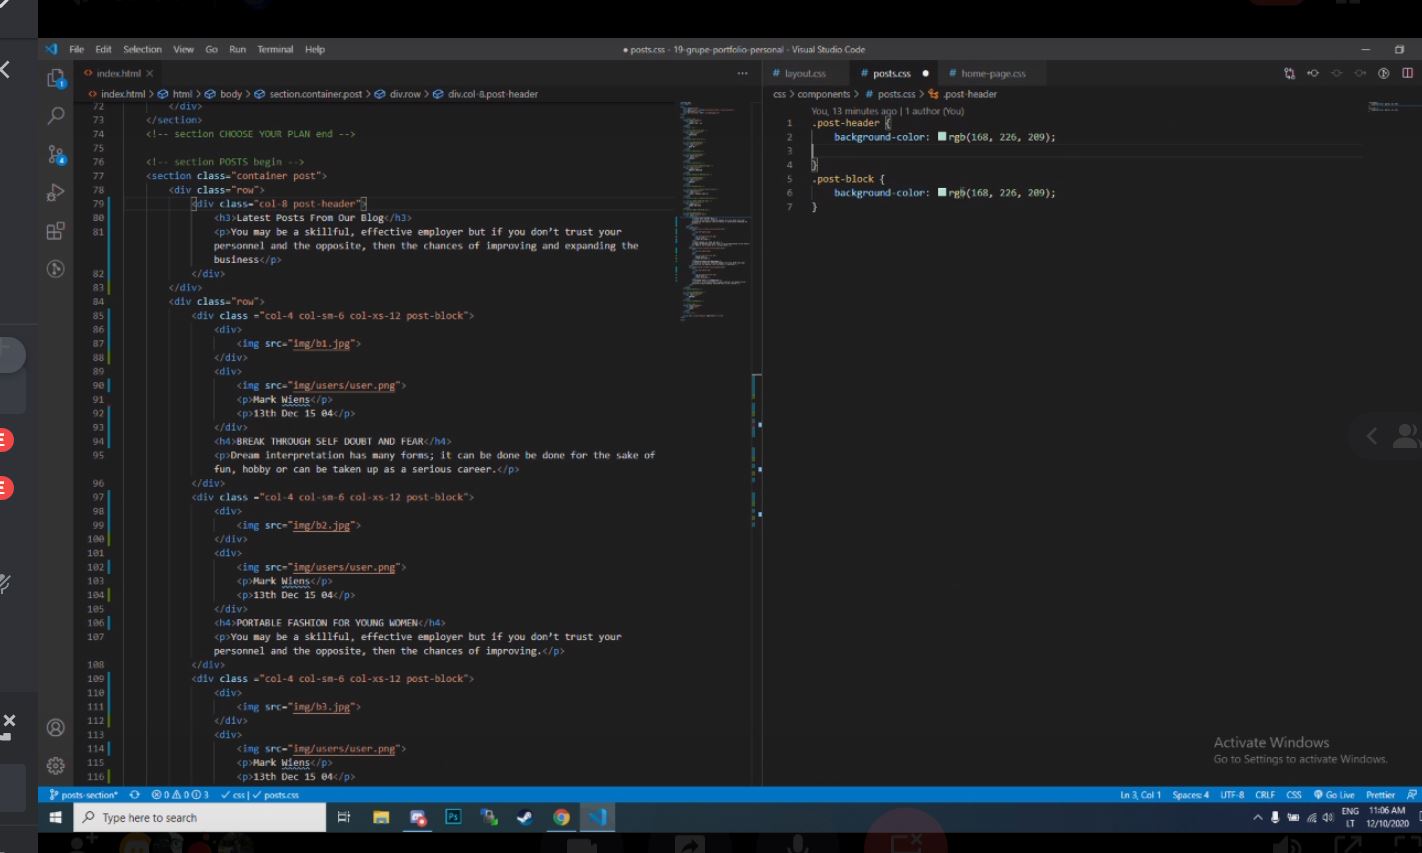 File Edit Selection View Go Run Terminal Help
● posts.css - 19-grupe-portfolio-personal - Visual Studio Code
index.html
# layout.css
# posts.css ●
# home-page.css
index.html > html > body > section.container.post > div.row > div.col-8.post-header
css > components > # posts.css > .post-header
72 </div>
73 </section>
74 <!-- section CHOOSE YOUR PLAN end -->
75
76 <!-- section POSTS begin -->
77 <section class="container post">
78 <div class="row">
79 <div class="col-8 post-header">
80 <h3>Latest Posts From Our Blog</h3>
81 <p>You may be a skillful, effective employer but if you don’t trust your
personnel and the opposite, then the chances of improving and expanding the
business</p>
82 </div>
83 </div>
84 <div class="row">
85 <div class ="col-4 col-sm-6 col-xs-12 post-block">
86 <div>
87 <img src="img/b1.jpg">
88 </div>
89 <div>
90 <img src="img/users/user.png">
91 <p>Mark Wiens</p>
92 <p>13th Dec 15 04</p>
93 </div>
94 <h4>BREAK THROUGH SELF DOUBT AND FEAR</h4>
95 <p>Dream interpretation has many forms; it can be done be done for the sake of
fun, hobby or can be taken up as a serious career.</p>
96 </div>
97 <div class ="col-4 col-sm-6 col-xs-12 post-block">
98 <div>
99 <img src="img/b2.jpg">
100 </div>
101 <div>
102 <img src="img/users/user.png">
103 <p>Mark Wiens</p>
104 <p>13th Dec 15 04</p>
105 </div>
106 <h4>PORTABLE FASHION FOR YOUNG WOMEN</h4>
107 <p>You may be a skillful, effective employer but if you don’t trust your
personnel and the opposite, then the chances of improving.</p>
108 </div>
109 <div class ="col-4 col-sm-6 col-xs-12 post-block">
110 <div>
111 <img src="img/b3.jpg">
112 </div>
113 <div>
114 <img src="img/users/user.png">
115 <p>Mark Wiens</p>
116 <p>13th Dec 15 04</p>
You, 13 minutes ago | 1 author (You)
1 .post-header {
2 background-color: rgb(168, 226, 209);
3
4 }
5 .post-block {
6 background-color: rgb(168, 226, 209);
7 }
Activate Windows
Go to Settings to activate Windows.
posts-section* 0 0 3 ✓ css | ✓ posts.css
Ln 3, Col 1 Spaces: 4 UTF-8 CRLF CSS Go Live Prettier
Type here to search
Ps
ENG
LT
11:06 AM
12/10/2020